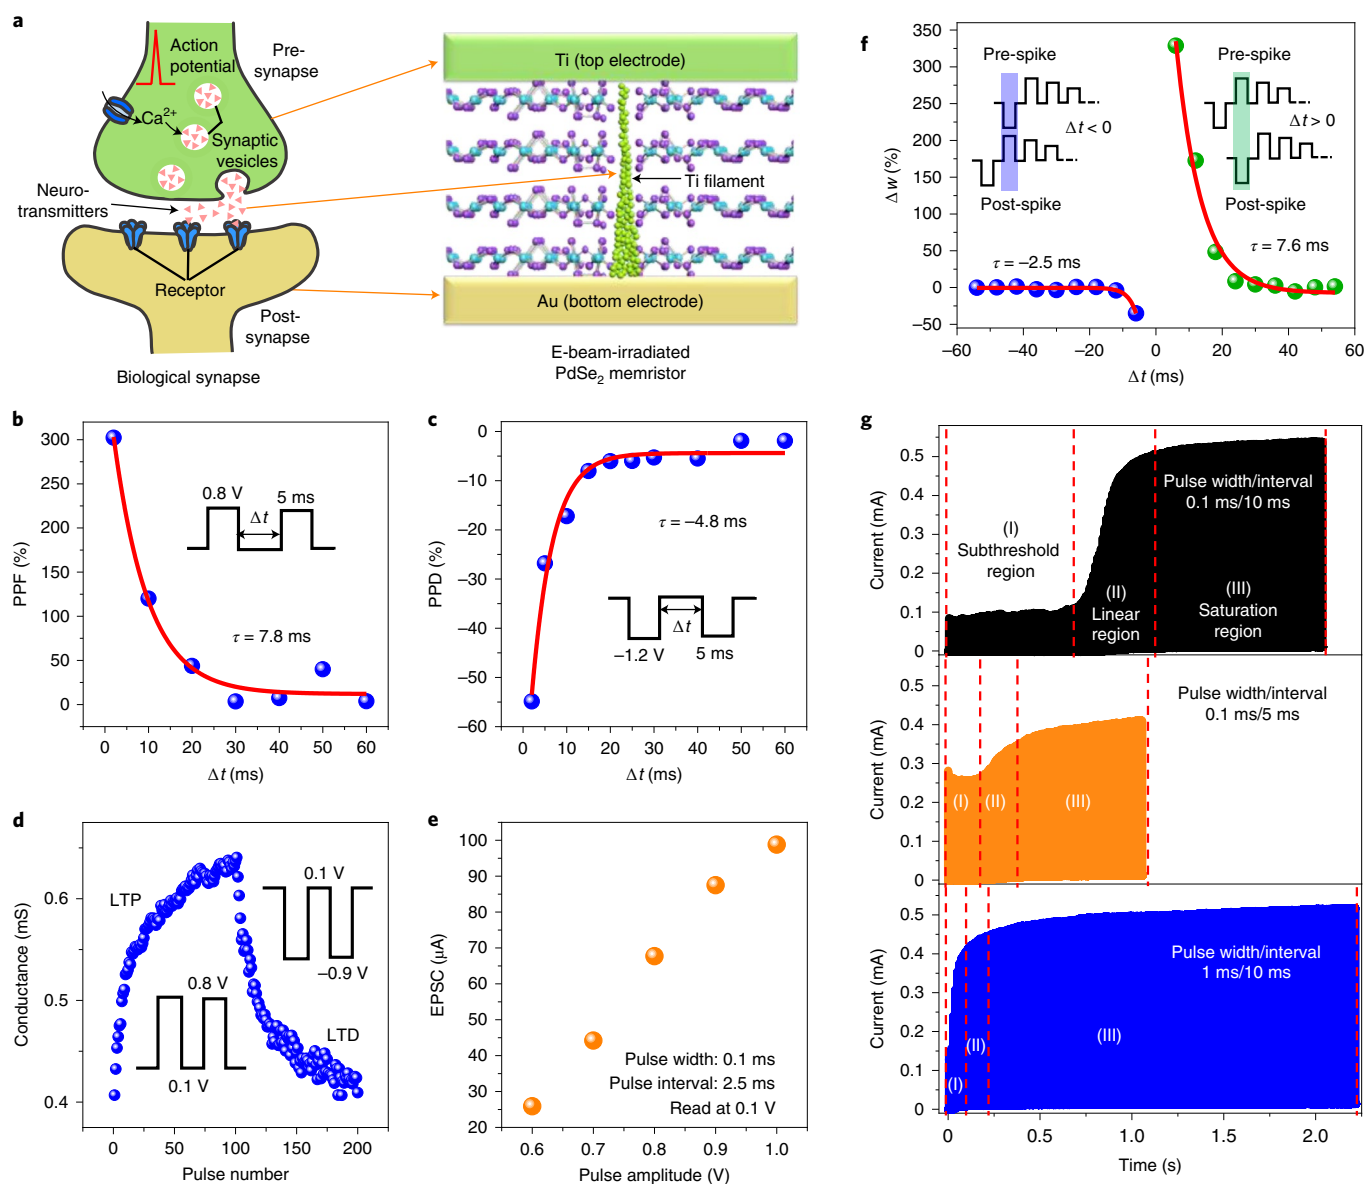 a
Action
potential
Pre-
synapse
Ca2+
Synaptic
vesicles
Neuro-
transmitters
Receptor
Post-
synapse
Biological synapse
Ti (top electrode)
Ti filament
Au (bottom electrode)
E-beam-irradiated
PdSe2 memristor
f
350
300
250
200
150
100
50
0
−50
Δw (%)
Pre-spike
Δt < 0
Post-spike
τ = −2.5 ms
Pre-spike
Δt > 0
Post-spike
τ = 7.6 ms
−60
−40
−20
0
20
40
60
Δt (ms)
b
300
250
200
150
100
50
0
PPF (%)
0.8 V
5 ms
Δt
τ = 7.8 ms
0
10
20
30
40
50
60
Δt (ms)
c
0
−10
−20
−30
−40
−50
−60
PPD (%)
τ = −4.8 ms
Δt
−1.2 V
5 ms
0
10
20
30
40
50
60
Δt (ms)
d
0.6
0.5
0.4
Conductance (mS)
LTP
0.1 V
−0.9 V
0.8 V
0.1 V
LTD
0
50
100
150
200
Pulse number
e
100
90
80
70
60
50
40
30
20
EPSC (μA)
Pulse width: 0.1 ms
Pulse interval: 2.5 ms
Read at 0.1 V
0.6
0.7
0.8
0.9
1.0
Pulse amplitude (V)
g
0.5
0.4
0.3
0.2
0.1
0
Current (mA)
(I)
Subthreshold
region
(II)
Linear
region
Pulse width/interval
0.1 ms/10 ms
(III)
Saturation
region
0.5
0.4
0.3
0.2
0.1
0
Current (mA)
(I)
(II)
(III)
Pulse width/interval
0.1 ms/5 ms
0.5
0.4
0.3
0.2
0.1
0
Current (mA)
(I)
(II)
(III)
Pulse width/interval
1 ms/10 ms
0
0.5
1.0
1.5
2.0
Time (s)